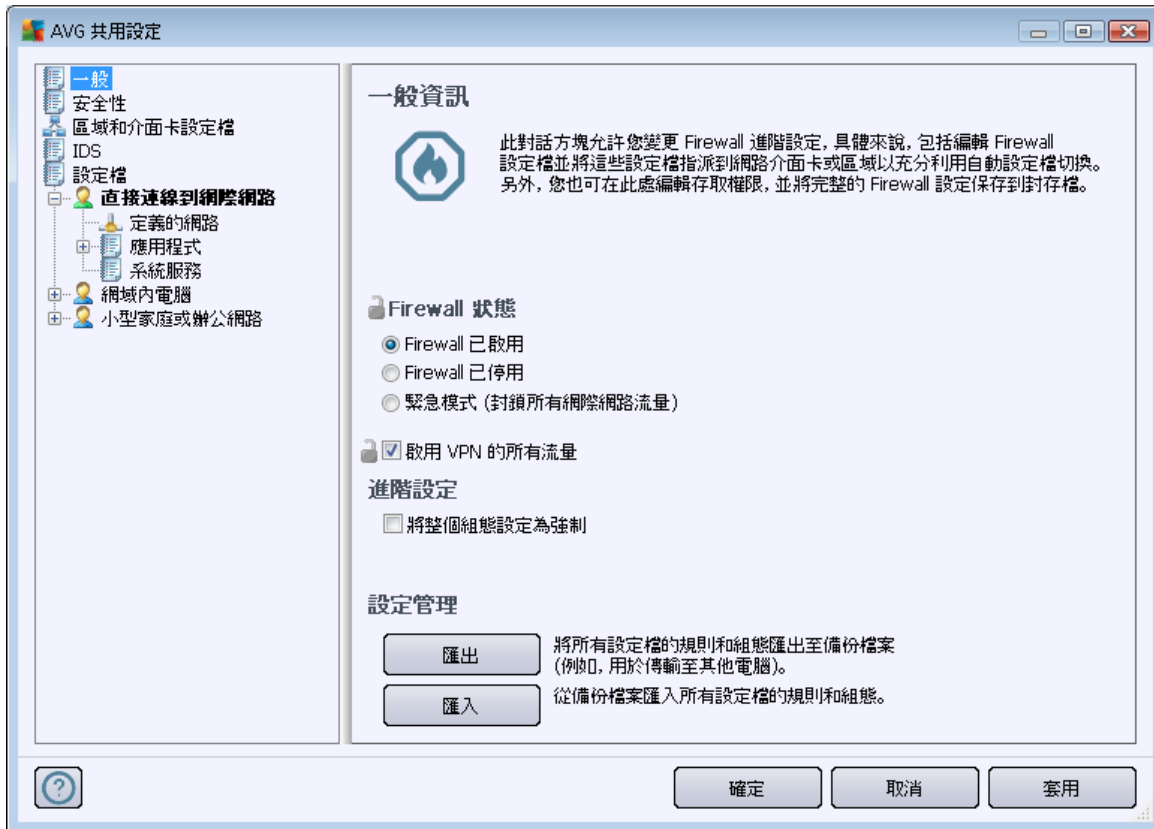 AVG 共用設定
一般
安全性
區域和介面卡設定檔
IDS
設定檔
直接連線到網際網路
定義的網路
應用程式
系統服務
網域內電腦
小型家庭或辦公網路
一般資訊
此對話方塊允許您變更 Firewall 進階設定, 具體來說, 包括編輯 Firewall
設定檔並將這些設定檔指派到網路介面卡或區域以充分利用自動設定檔切換。
另外, 您也可在此處編輯存取權限, 並將完整的 Firewall 設定保存到封存檔。
Firewall 狀態
Firewall 已啟用
Firewall 已停用
緊急模式 (封鎖所有網際網路流量)
啟用 VPN 的所有流量
進階設定
將整個組態設定為強制
設定管理
匯出
將所有設定檔的規則和組態匯出至備份檔案
(例如, 用於傳輸至其他電腦)。
匯入
從備份檔案匯入所有設定檔的規則和組態。
?
確定
取消
套用